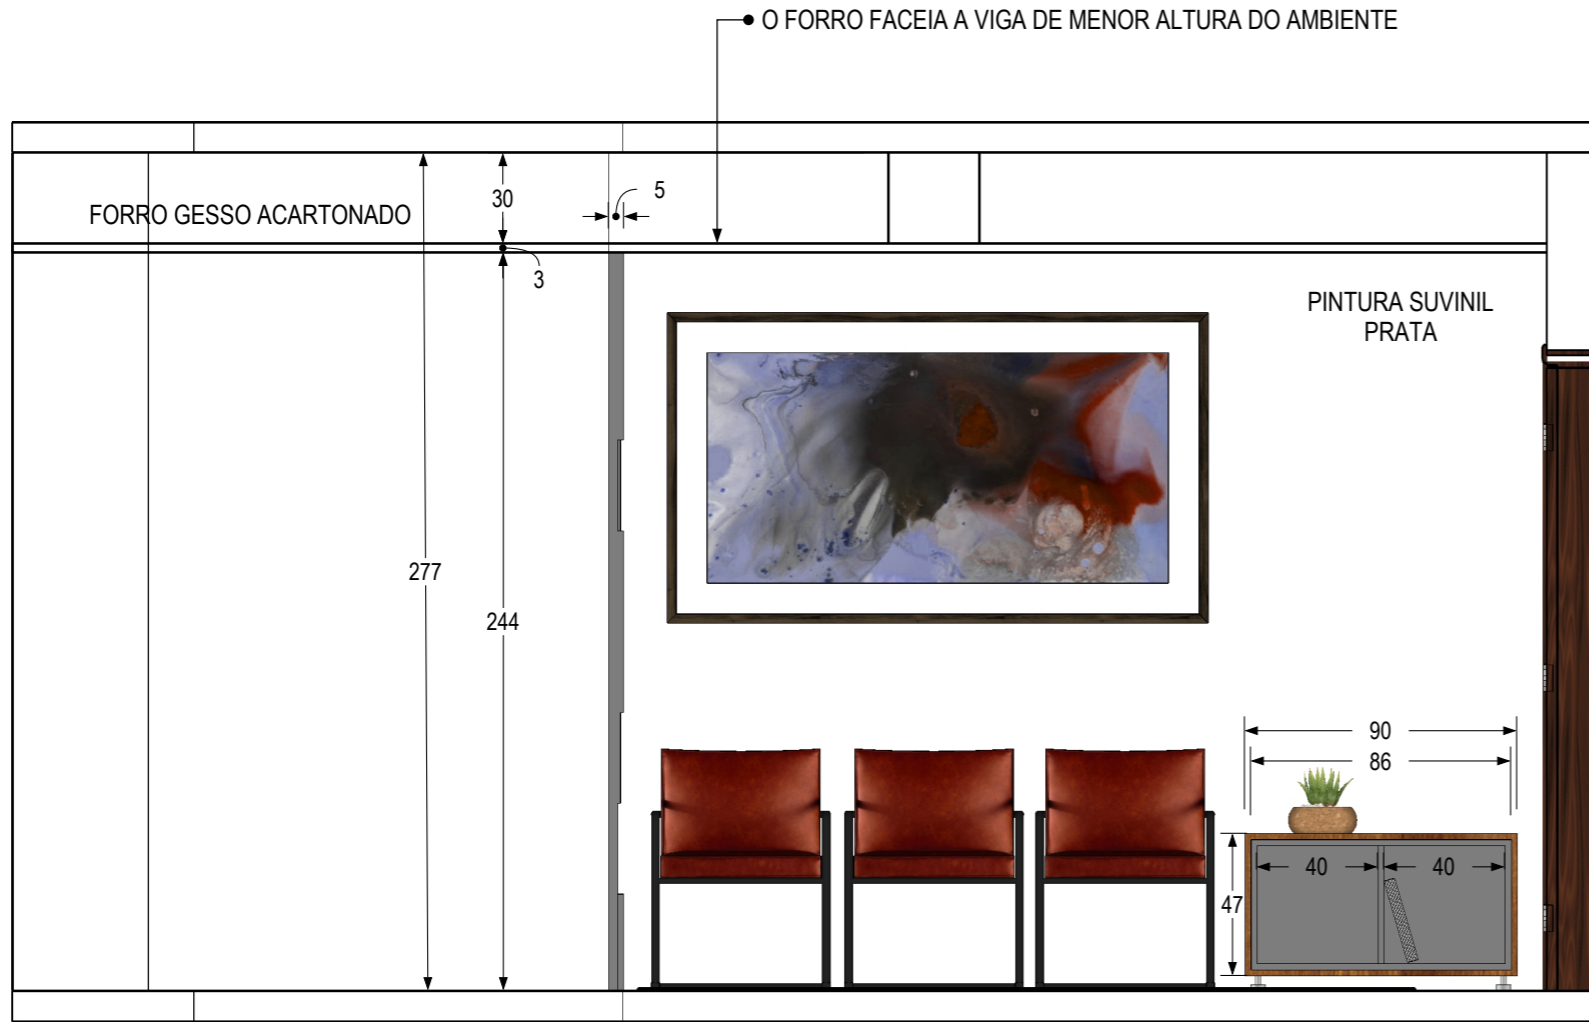 O FORRO FACEIA A VIGA DE MENOR ALTURA DO AMBIENTE
30
5
FORRO GESSO ACARTONADO
3
PINTURA SUVINIL
PRATA
277
244
90
86
40
40
47